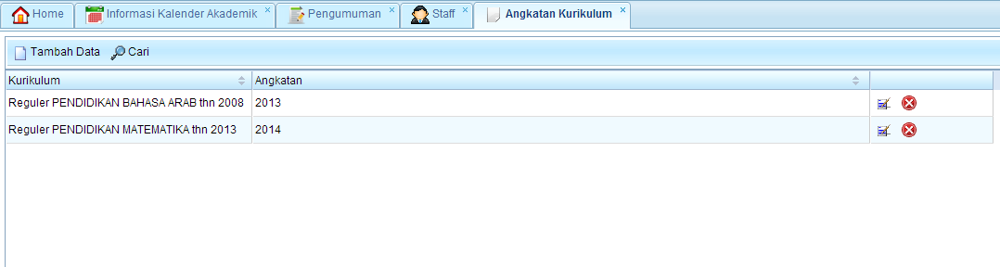 Home Informasi Kalender Akademik × Pengumuman × Staff × Angkatan Kurikulum ×
Tambah Data Cari
Kurikulum Angkatan
Reguler PENDIDIKAN BAHASA ARAB thn 2008 2013
Reguler PENDIDIKAN MATEMATIKA thn 2013 2014